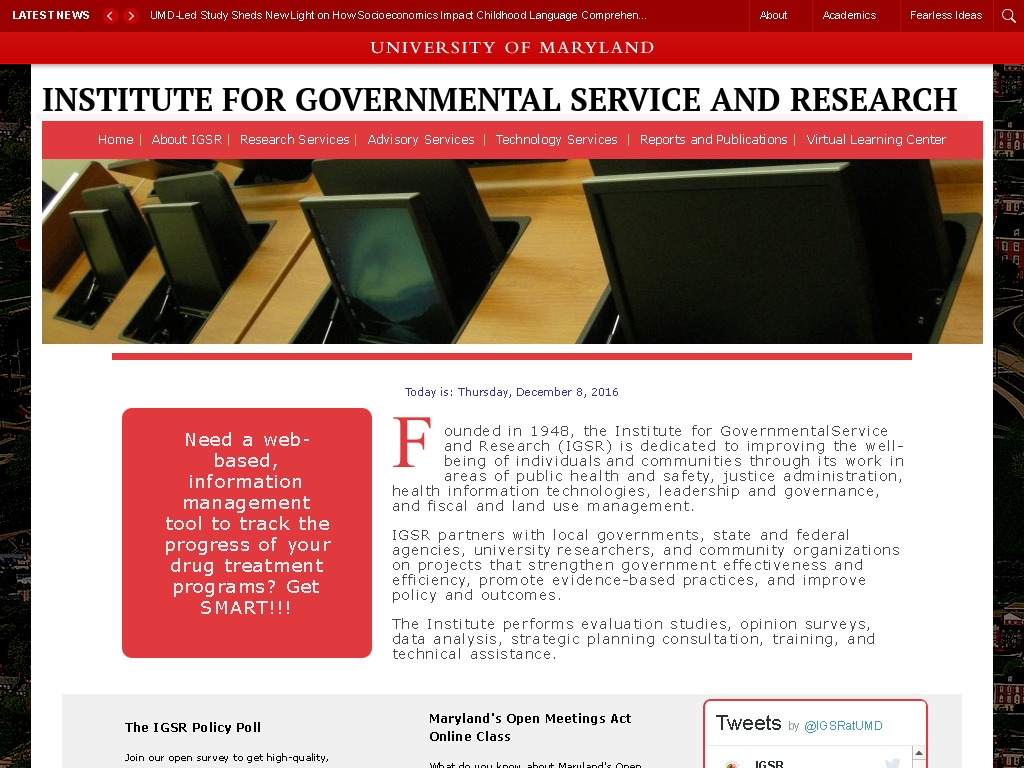 LATEST NEWS UMD-Led Study Sheds New Light on How Socioeconomics Impact Childhood Language Comprehen... About Academics Fearless Ideas
UNIVERSITY OF MARYLAND
INSTITUTE FOR GOVERNMENTAL SERVICE AND RESEARCH
Home | About IGSR | Research Services | Advisory Services | Technology Services | Reports and Publications | Virtual Learning Center
Today is: Thursday, December 8, 2016
Need a web-
based,
information
management
tool to track the
progress of your
drug treatment
programs? Get
SMART!!!
Founded in 1948, the Institute for Governmental Service
and Research (IGSR) is dedicated to improving the well-
being of individuals and communities through its work in
areas of public health and safety, justice administration,
health information technologies, leadership and governance,
and fiscal and land use management.
IGSR partners with local governments, state and federal
agencies, university researchers, and community organizations
on projects that strengthen government effectiveness and
efficiency, promote evidence-based practices, and improve
policy and outcomes.
The Institute performs evaluation studies, opinion surveys,
data analysis, strategic planning consultation, training, and
technical assistance.
The IGSR Policy Poll
Join our open survey to get high-quality,
Maryland's Open Meetings Act
Online Class
What do you know about Maryland's Open
Tweets by @IGSRatUMD
IGSR